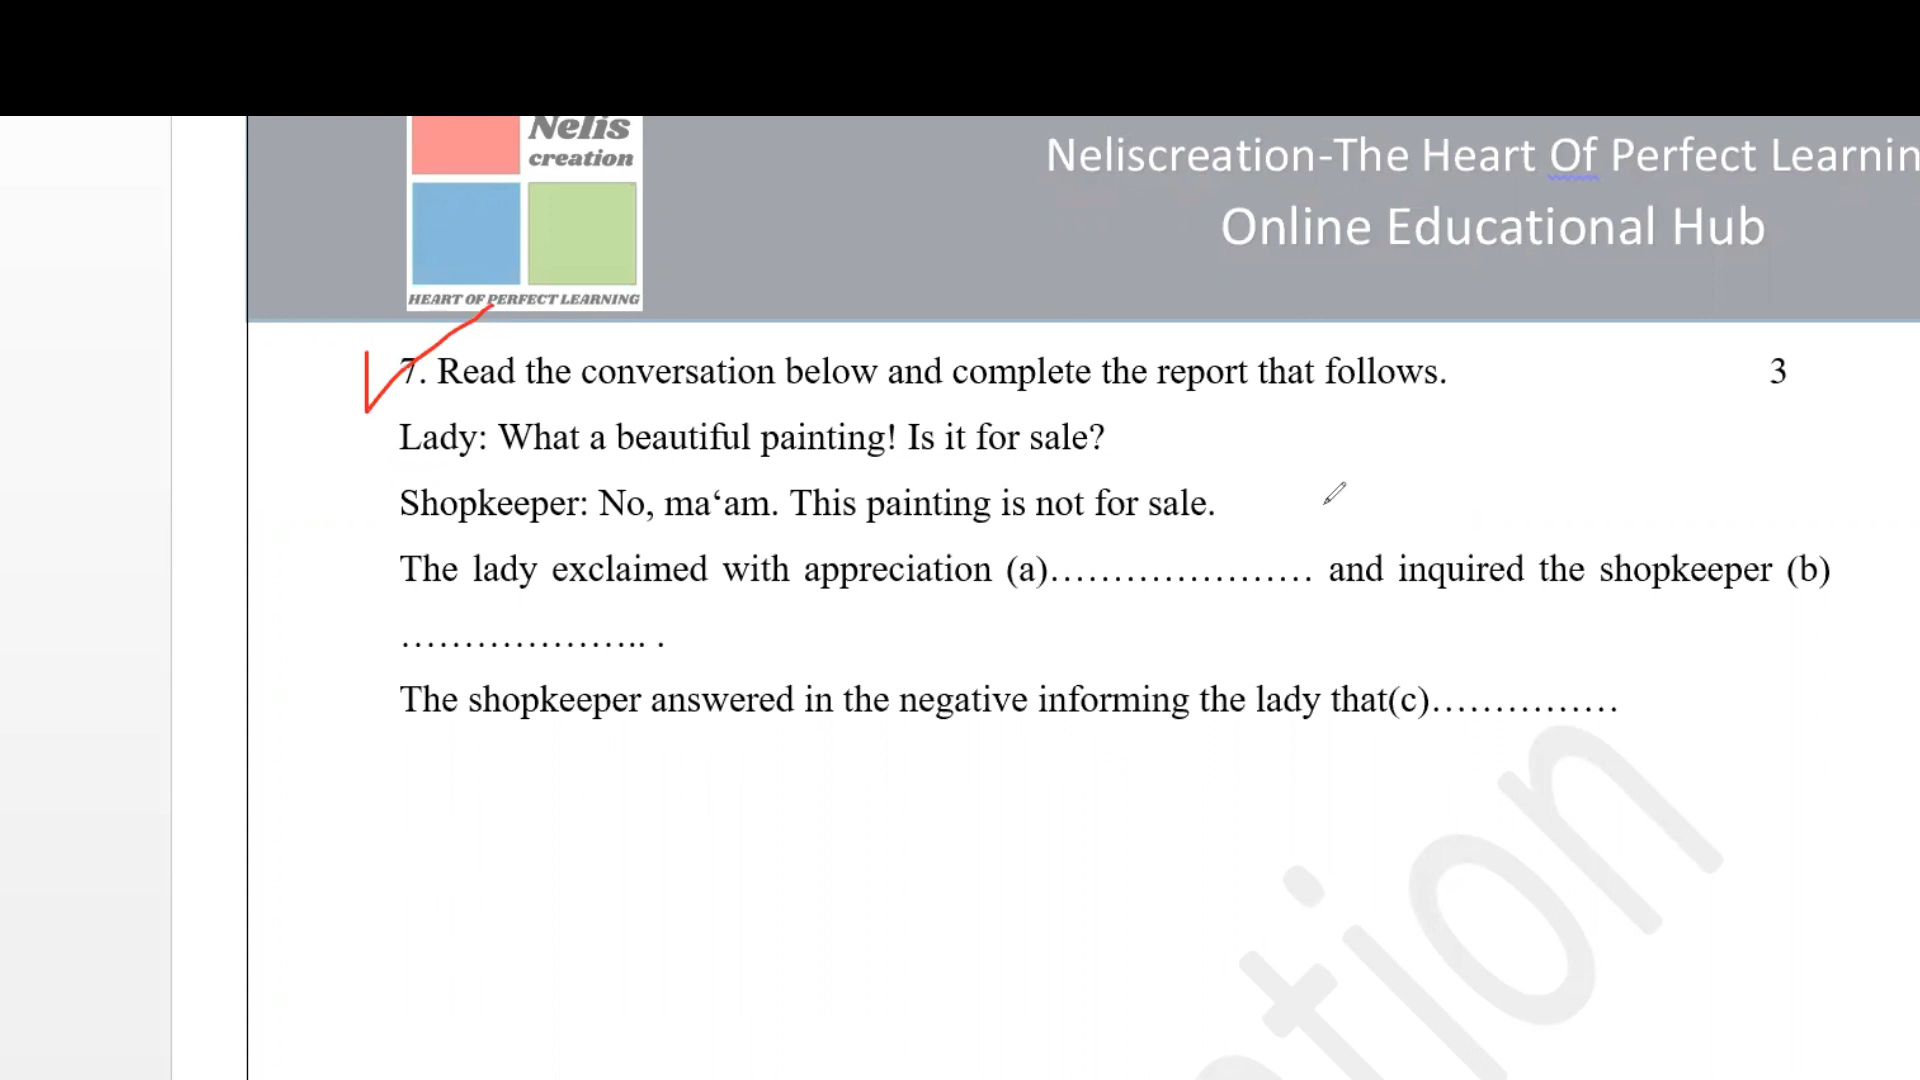 Nelis
creation
HEART OF PERFECT LEARNING
Neliscreation-The Heart Of Perfect Learnin
Online Educational Hub
7. Read the conversation below and complete the report that follows. 3
Lady: What a beautiful painting! Is it for sale?
Shopkeeper: No, ma‘am. This painting is not for sale.
The lady exclaimed with appreciation (a)………………… and inquired the shopkeeper (b)
……………….. .
The shopkeeper answered in the negative informing the lady that(c)……………
tion